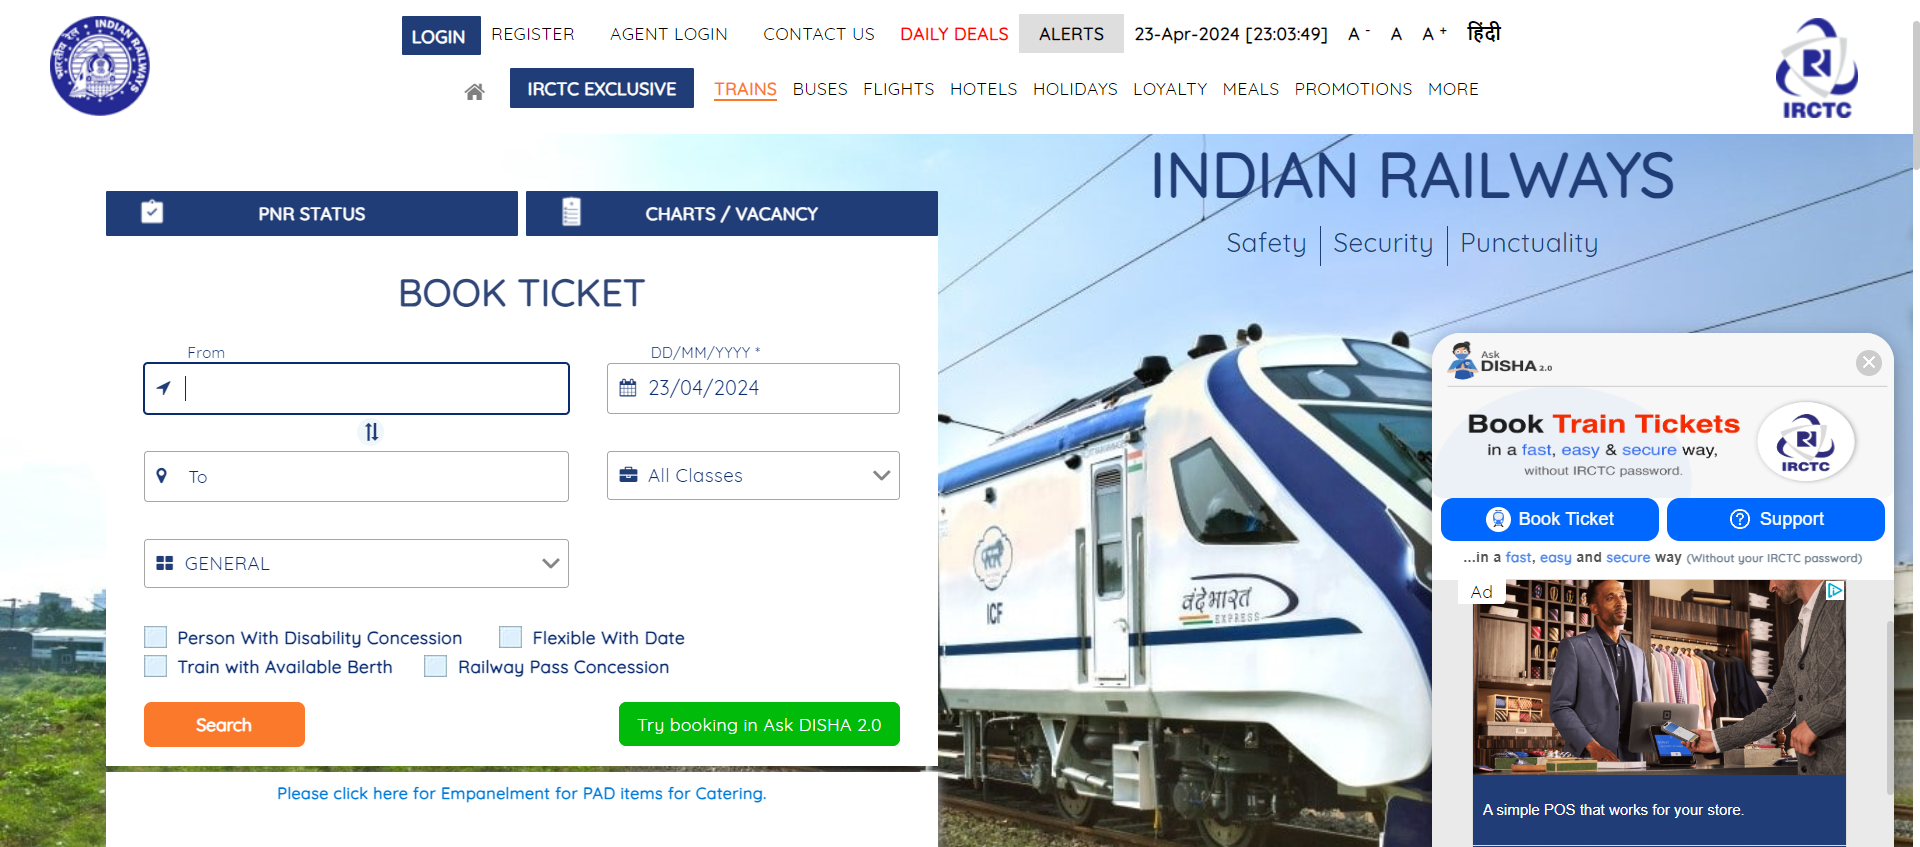 INDIAN RAILWAYS
भारतीय रेल
LOGIN REGISTER AGENT LOGIN CONTACT US DAILY DEALS ALERTS 23-Apr-2024 [23:03:49] A - A A + हिंदी
IRCTC EXCLUSIVE TRAINS BUSES FLIGHTS HOTELS HOLIDAYS LOYALTY MEALS PROMOTIONS MORE
IRCTC
PNR STATUS
CHARTS / VACANCY
BOOK TICKET
From
DD/MM/YYYY *
23/04/2024
To
All Classes
GENERAL
Person With Disability Concession
Flexible With Date
Train with Available Berth
Railway Pass Concession
Search
Try booking in Ask DISHA 2.0
Please click here for Empanelment for PAD items for Catering.
INDIAN RAILWAYS
Safety | Security | Punctuality
ICF
वंदे भारत
EXPRESS
Ask
DISHA 2.0
Book Train Tickets
in a fast, easy & secure way,
without IRCTC password.
IRCTC
Book Ticket
Support
...in a fast, easy and secure way (Without your IRCTC password)
Ad
A simple POS that works for your store.